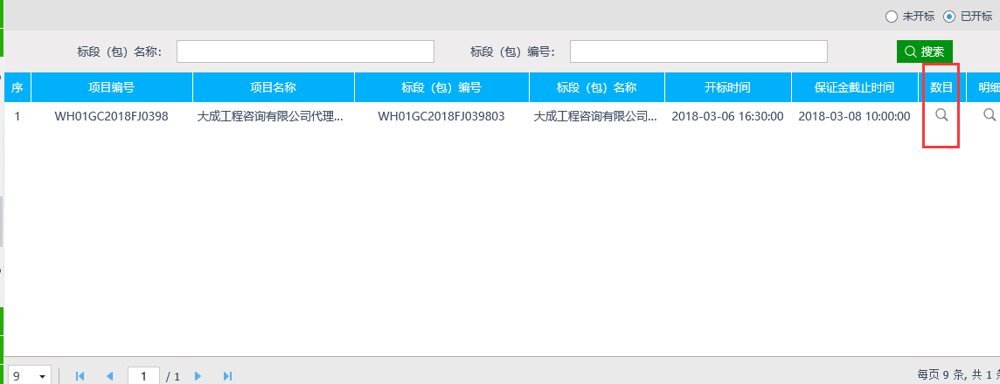 未开标 已开标
标段（包）名称： 标段（包）编号： 搜索
序 项目编号 项目名称 标段（包）编号 标段（包）名称 开标时间 保证金截止时间 数目 明细
1 WH01GC2018FJ0398 大成工程咨询有限公司代理... WH01GC2018FJ039803 大成工程咨询有限公司... 2018-03-06 16:30:00 2018-03-08 10:00:00
9 1 / 1 每页 9 条, 共 1 条